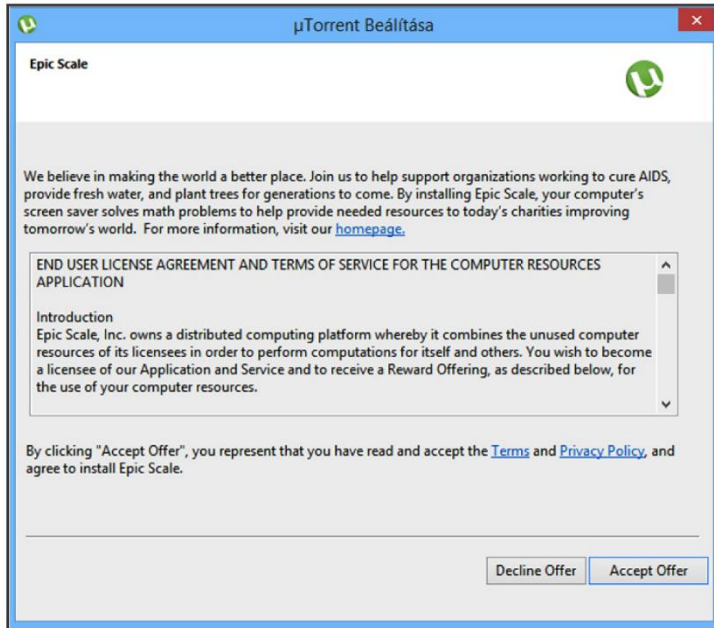 µTorrent Beálítása
Epic Scale
We believe in making the world a better place. Join us to help support organizations working to cure AIDS,
provide fresh water, and plant trees for generations to come. By installing Epic Scale, your computer's
screen saver solves math problems to help provide needed resources to today's charities improving
tomorrow's world. For more information, visit our homepage.
END USER LICENSE AGREEMENT AND TERMS OF SERVICE FOR THE COMPUTER RESOURCES
APPLICATION
Introduction
Epic Scale, Inc. owns a distributed computing platform whereby it combines the unused computer
resources of its licensees in order to perform computations for itself and others. You wish to become
a licensee of our Application and Service and to receive a Reward Offering, as described below, for
the use of your computer resources.
By clicking "Accept Offer", you represent that you have read and accept the Terms and Privacy Policy, and
agree to install Epic Scale.
Decline Offer
Accept Offer